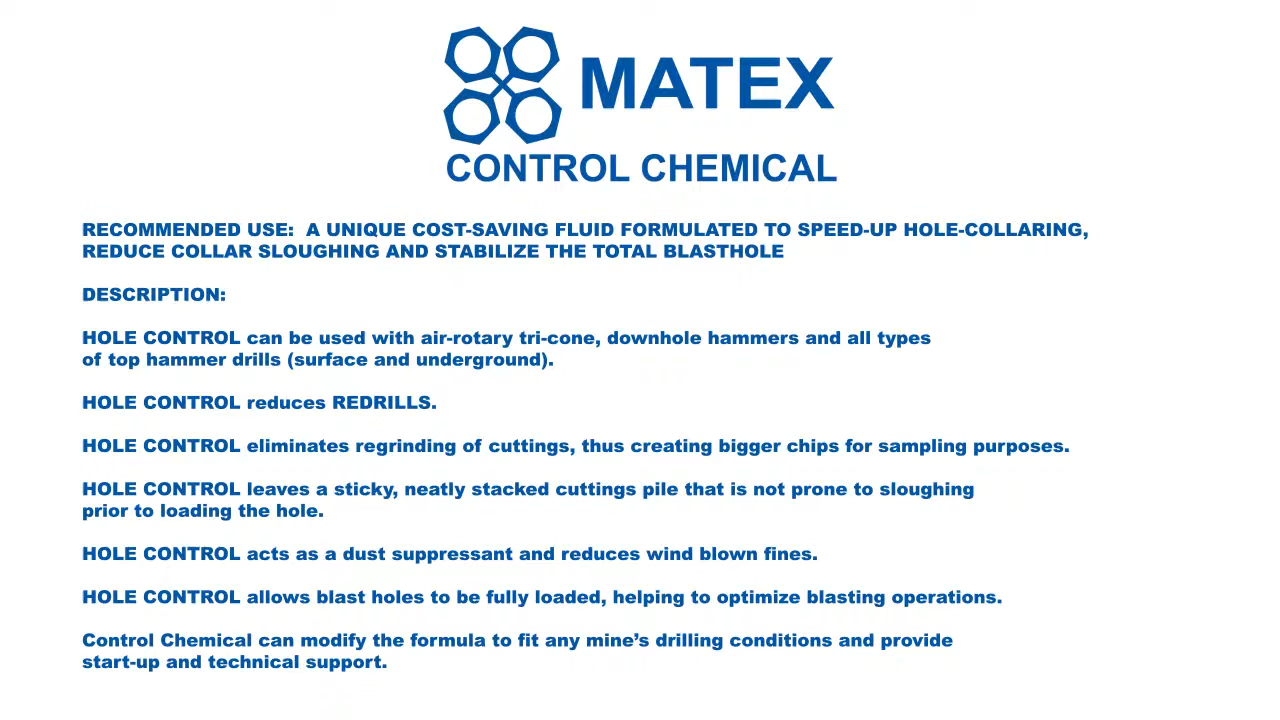 MATEX
CONTROL CHEMICAL
RECOMMENDED USE:  A UNIQUE COST-SAVING FLUID FORMULATED TO SPEED-UP HOLE-COLLARING,
REDUCE COLLAR SLOUGHING AND STABILIZE THE TOTAL BLASTHOLE
DESCRIPTION:
HOLE CONTROL can be used with air-rotary tri-cone, downhole hammers and all types
of top hammer drills (surface and underground).
HOLE CONTROL reduces REDRILLS.
HOLE CONTROL eliminates regrinding of cuttings, thus creating bigger chips for sampling purposes.
HOLE CONTROL leaves a sticky, neatly stacked cuttings pile that is not prone to sloughing
prior to loading the hole.
HOLE CONTROL acts as a dust suppressant and reduces wind blown fines.
HOLE CONTROL allows blast holes to be fully loaded, helping to optimize blasting operations.
Control Chemical can modify the formula to fit any mine’s drilling conditions and provide
start-up and technical support.